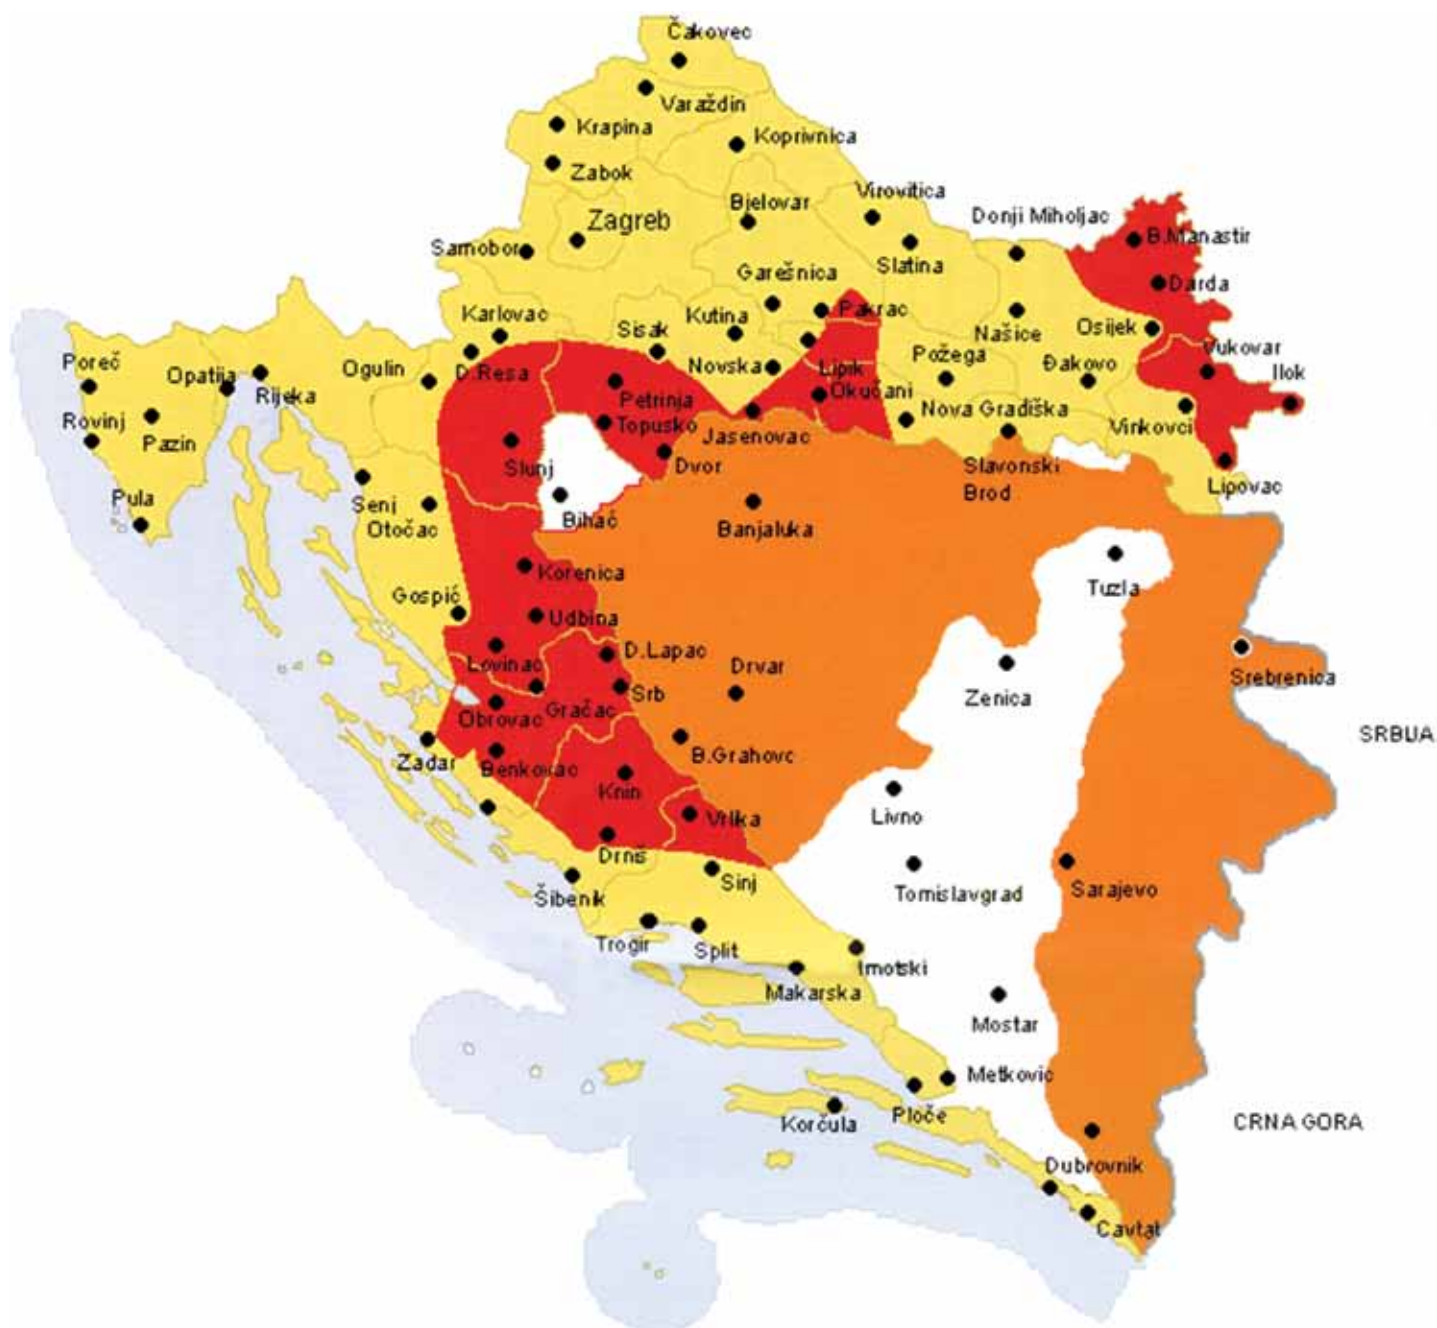 Čakovec
Varaždin
Krapina
Koprivnica
Zabok
Virovitica
Bjelovar
Donji Miholjac
Zagreb
B.Manastir
Samobor
Slatina
Garešnica
Darda
Pakrac
Karlovac
Kutina
Sisak
Osijek
Našice
Vukovar
Požega
Đakovo
Poreč
Opatija
Ogulin
D.Resa
Novska
Lipik
Ilok
Rijeka
Petrinja
Okučani
Rovinj
Pazin
Topusko
Nova Gradiška
Jasenovac
Vinkovci
Slunj
Dvor
Slavonski
Brod
Lipovac
Pula
Senj
Otočac
Bihać
Banjaluka
Korenica
Tuzla
Gospić
Udbina
D.Lapac
Lovinac
Drvar
Zenica
Srebrenica
Srb
Gračac
Obrovac
SRBIJA
Zadar
B.Grahovo
Benkovac
Knin
Livno
Vrlika
Drniš
Sinj
Šibenik
Tomislavgrad
Sarajevo
Trogir
Split
Imotski
Makarska
Mostar
Metkovic
Ploče
Korčula
CRNA GORA
Dubrovnik
Cavtat